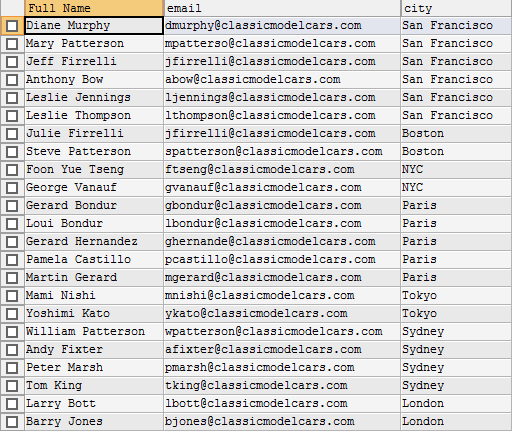 Full Name email city
Diane Murphy dmurphy@classicmodelcars.com San Francisco
Mary Patterson mpatterso@classicmodelcars.com San Francisco
Jeff Firrelli jfirrelli@classicmodelcars.com San Francisco
Anthony Bow abow@classicmodelcars.com San Francisco
Leslie Jennings ljennings@classicmodelcars.com San Francisco
Leslie Thompson lthompson@classicmodelcars.com San Francisco
Julie Firrelli jfirrelli@classicmodelcars.com Boston
Steve Patterson spatterson@classicmodelcars.com Boston
Foon Yue Tseng ftseng@classicmodelcars.com NYC
George Vanauf gvanauf@classicmodelcars.com NYC
Gerard Bondur gbondur@classicmodelcars.com Paris
Loui Bondur lbondur@classicmodelcars.com Paris
Gerard Hernandez ghernande@classicmodelcars.com Paris
Pamela Castillo pcastillo@classicmodelcars.com Paris
Martin Gerard mgerard@classicmodelcars.com Paris
Mami Nishi mnishi@classicmodelcars.com Tokyo
Yoshimi Kato ykato@classicmodelcars.com Tokyo
William Patterson wpatterson@classicmodelcars.com Sydney
Andy Fixter afixter@classicmodelcars.com Sydney
Peter Marsh pmarsh@classicmodelcars.com Sydney
Tom King tking@classicmodelcars.com Sydney
Larry Bott lbott@classicmodelcars.com London
Barry Jones bjones@classicmodelcars.com London